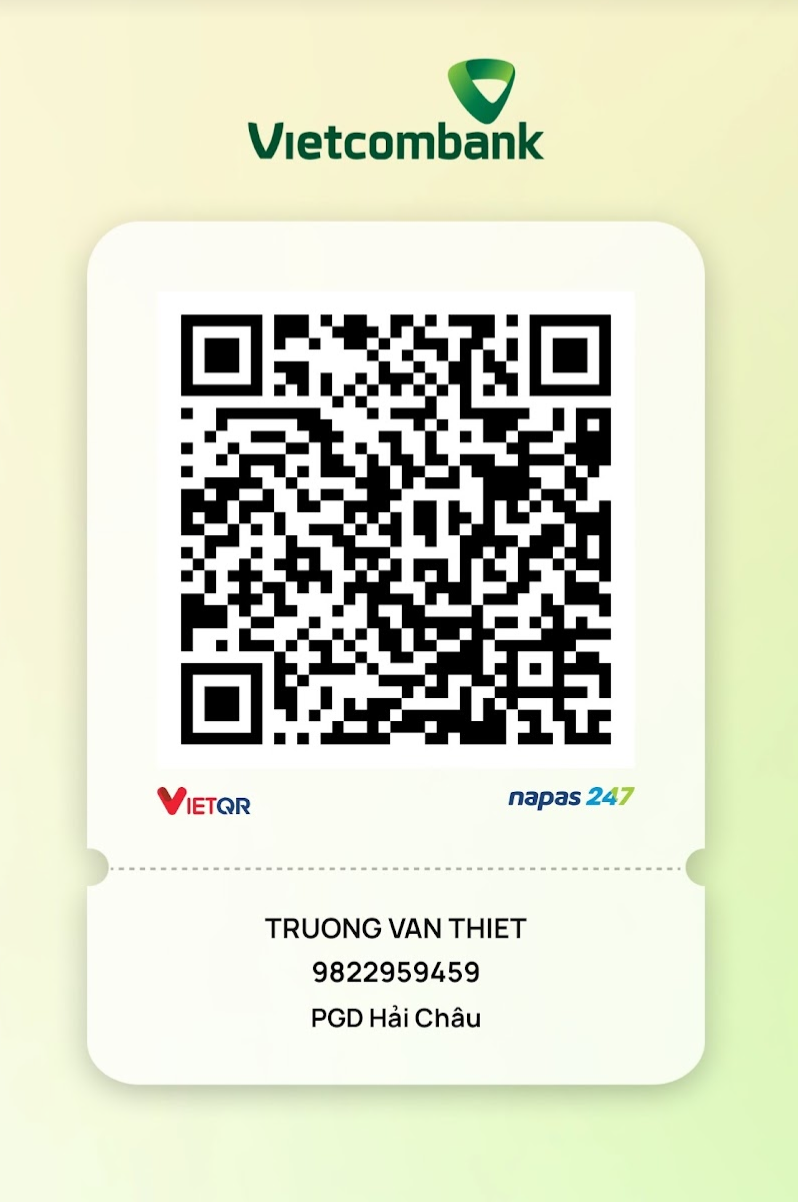 Vietcombank
VIETQR
napas 247
TRUONG VAN THIET
9822959459
PGD Hải Châu